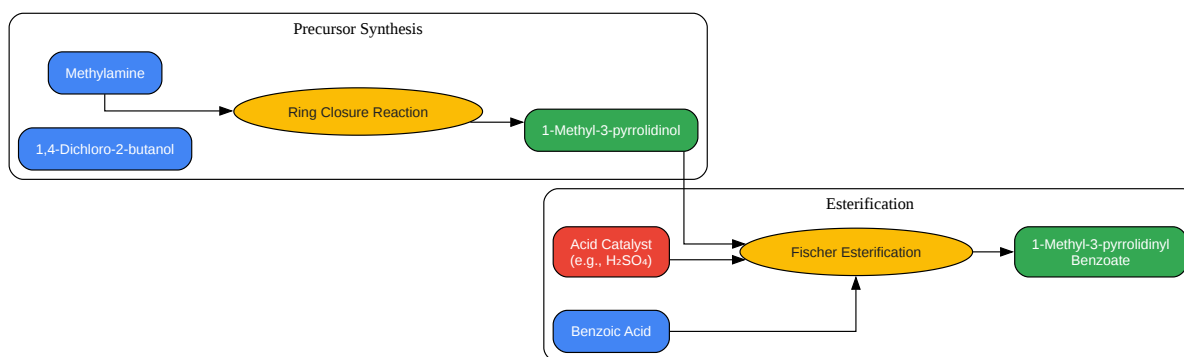 Precursor Synthesis
Methylamine
Ring Closure Reaction
1,4-Dichloro-2-butanol
1-Methyl-3-pyrrolidinol
Esterification
Acid Catalyst
(e.g., H₂SO₄)
Fischer Esterification
1-Methyl-3-pyrrolidinyl
Benzoate
Benzoic Acid